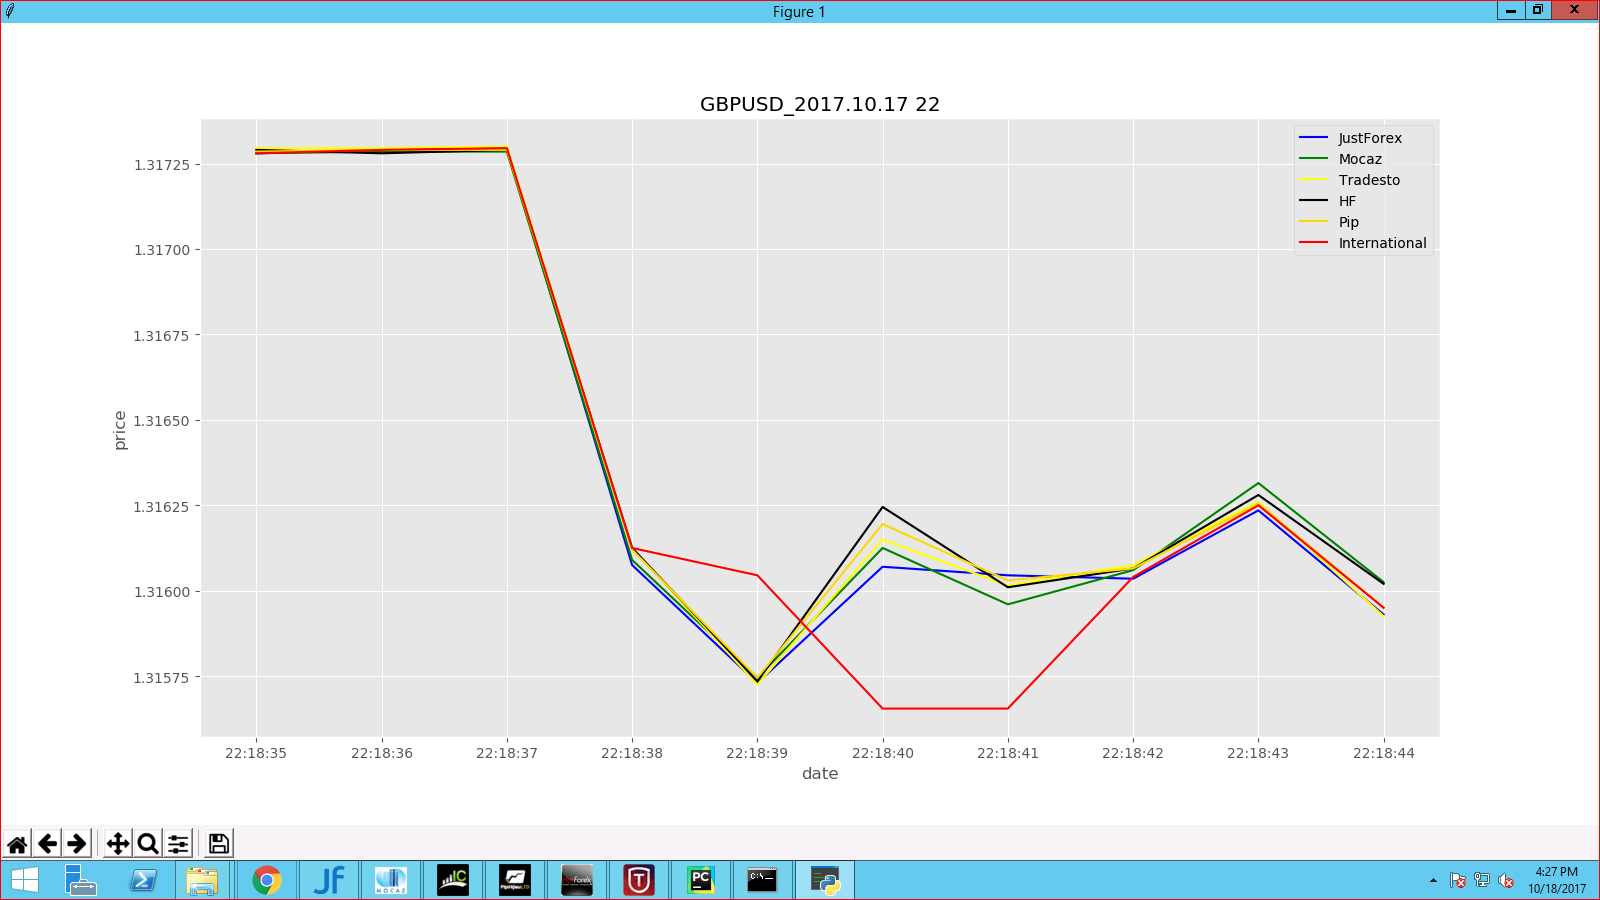 Figure 1
GBPUSD_2017.10.17 22
JustForex
Mocaz
Tradesto
HF
Pip
International
1.31725
1.31700
1.31675
1.31650
1.31625
1.31600
1.31575
price
22:18:35 22:18:36 22:18:37 22:18:38 22:18:39 22:18:40 22:18:41 22:18:42 22:18:43 22:18:44
date
JF
MOCAZ
IC
Forex
T
PC
C:\
4:27 PM
10/18/2017